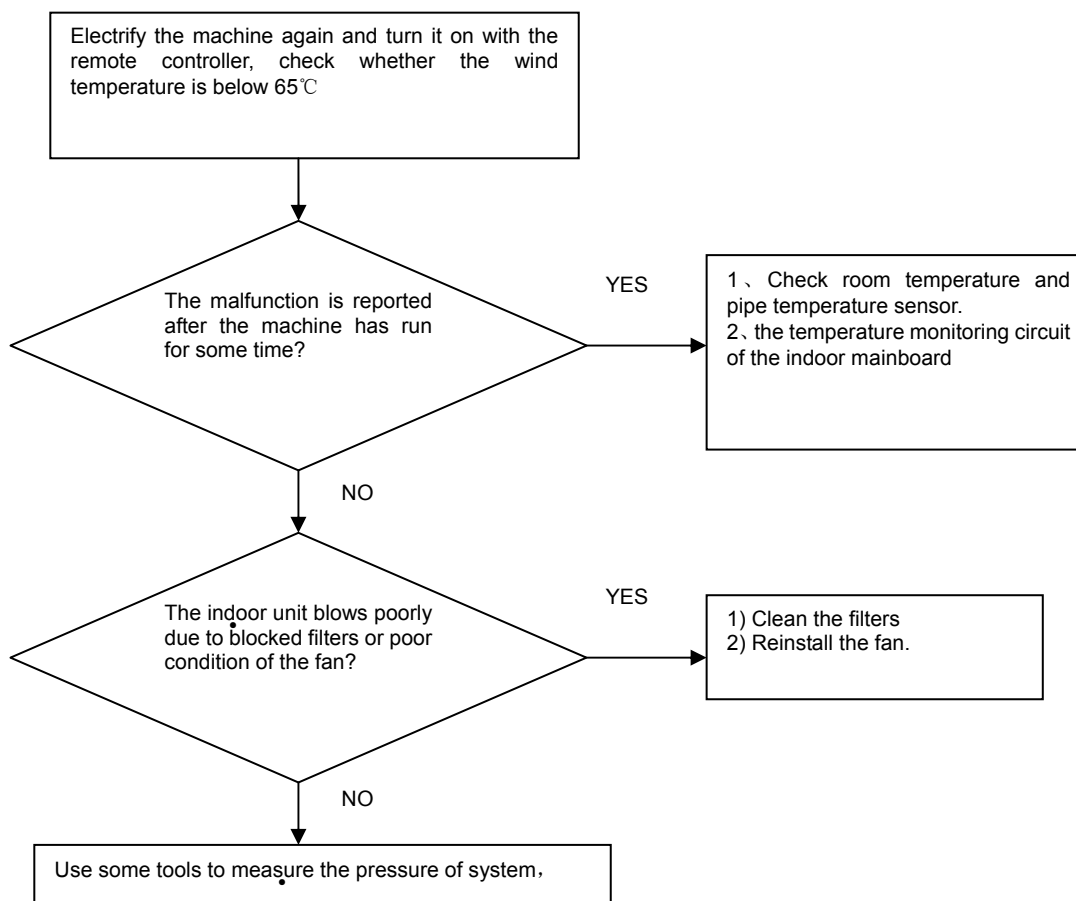 Electrify the machine again and turn it on with the
remote controller, check whether the wind
temperature is below 65℃
The malfunction is reported
after the machine has run
for some time?
YES
1、Check room temperature and
pipe temperature sensor.
2、the temperature monitoring circuit
of the indoor mainboard
NO
The indoor unit blows poorly
due to blocked filters or poor
condition of the fan?
YES
1) Clean the filters
2) Reinstall the fan.
NO
Use some tools to measure the pressure of system，